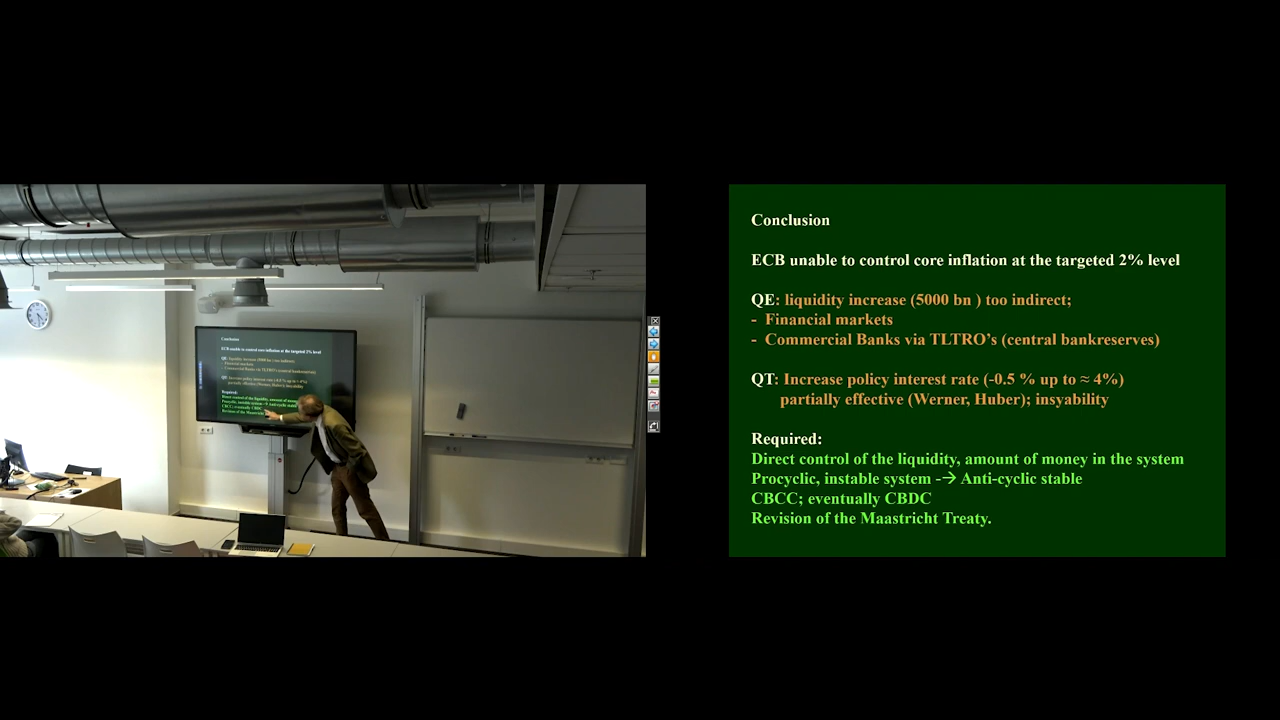 Conclusion
ECB unable to control core inflation at the targeted 2% level
QE: liquidity increase (5000 bn ) too indirect;
- Financial markets
- Commercial Banks via TLTRO's (central bankreserves)
QT: Increase policy interest rate (-0.5 % up to ≈ 4%)
partially effective (Werner, Huber); insyability
Required:
Direct control of the liquidity, amount of money in the system
Procyclic, instable system -→ Anti-cyclic stable
CBCC; eventually CBDC
Revision of the Maastricht Treaty.